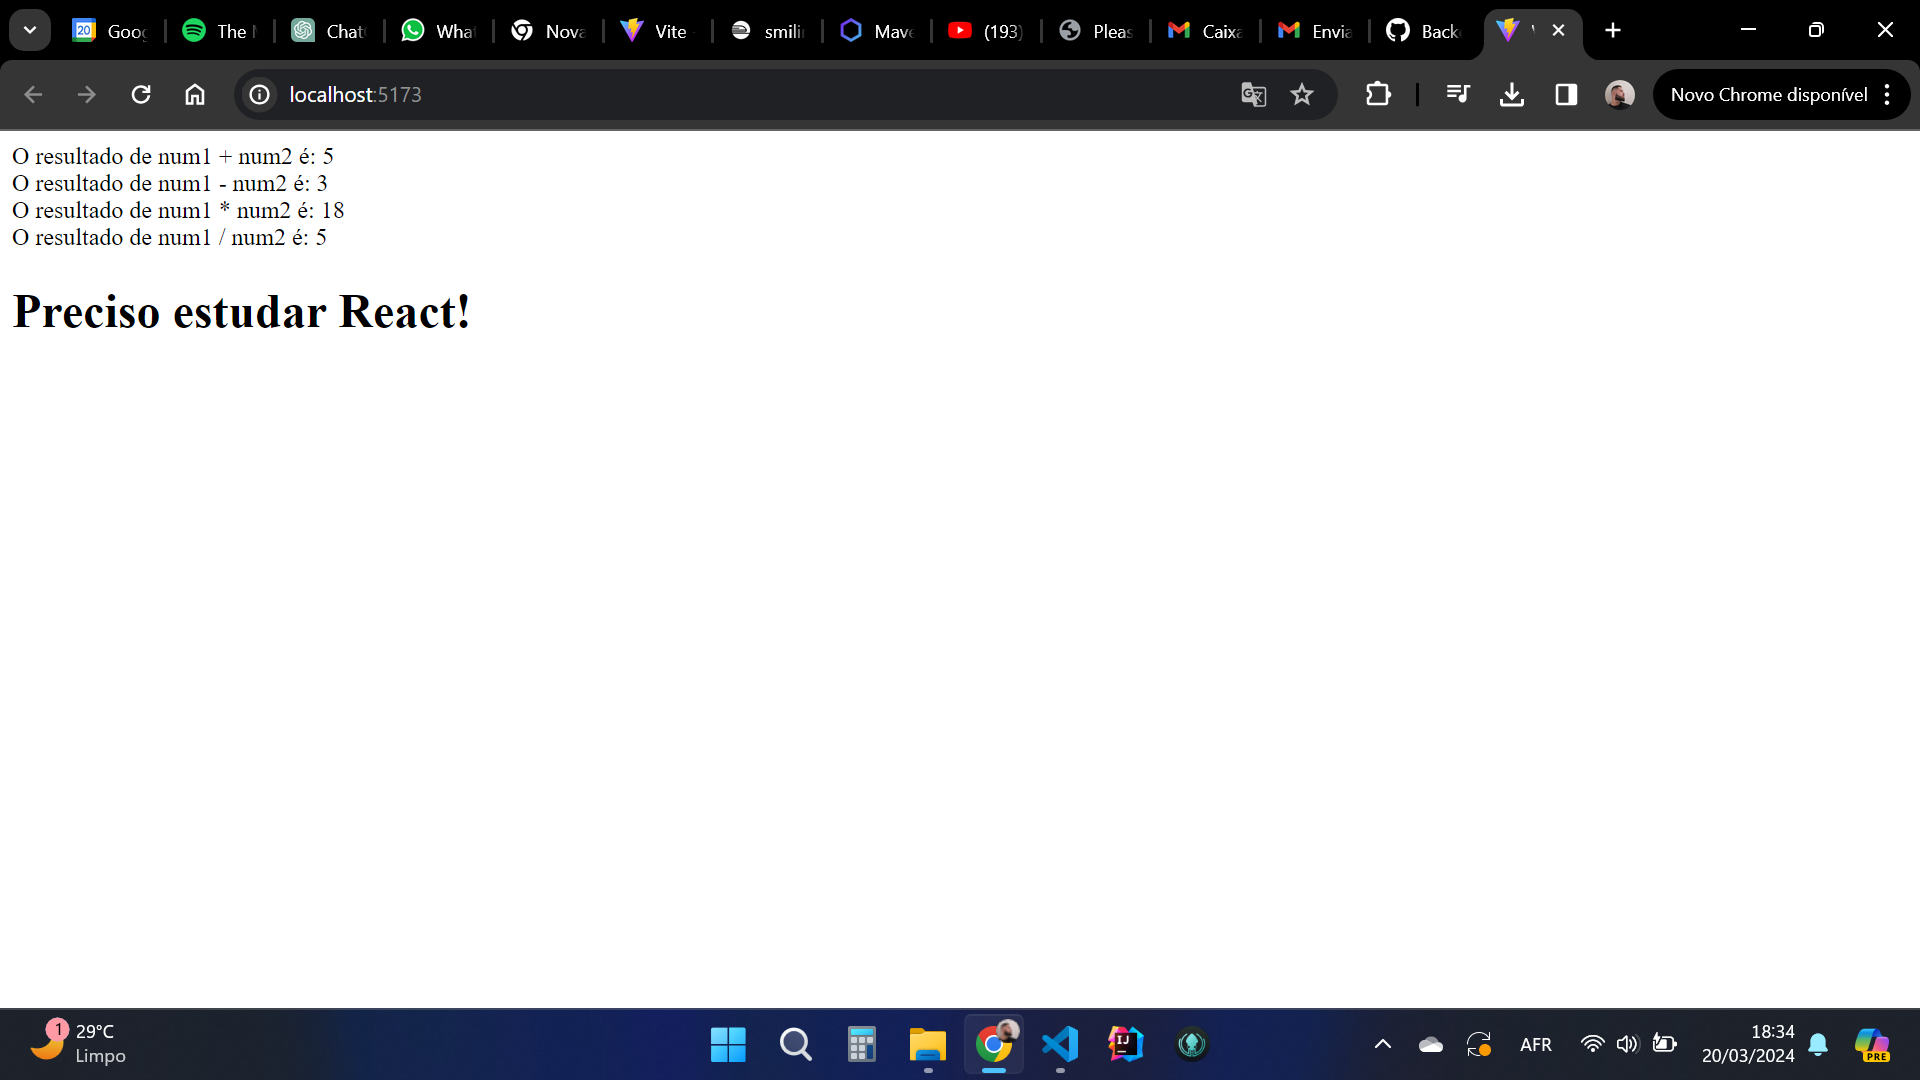 Goog
The M
Chat
What
Nova
Vite
smili
Mave
(193)
Pleas
Caixa
Envia
Back
localhost:5173
Novo Chrome disponível
O resultado de num1 + num2 é: 5
O resultado de num1 - num2 é: 3
O resultado de num1 * num2 é: 18
O resultado de num1 / num2 é: 5
Preciso estudar React!
1
29°C
Limpo
AFR
18:34
20/03/2024
PRE